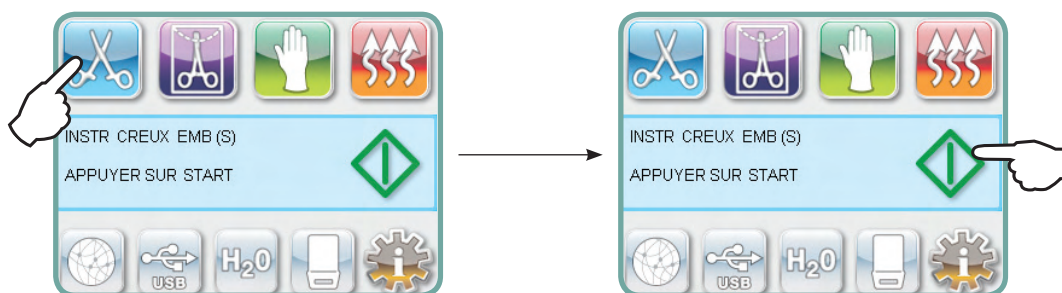 INSTR CREUX EMB (S)
APPUYER SUR START
USB
H₂O
INSTR CREUX EMB (S)
APPUYER SUR START
USB
H₂O